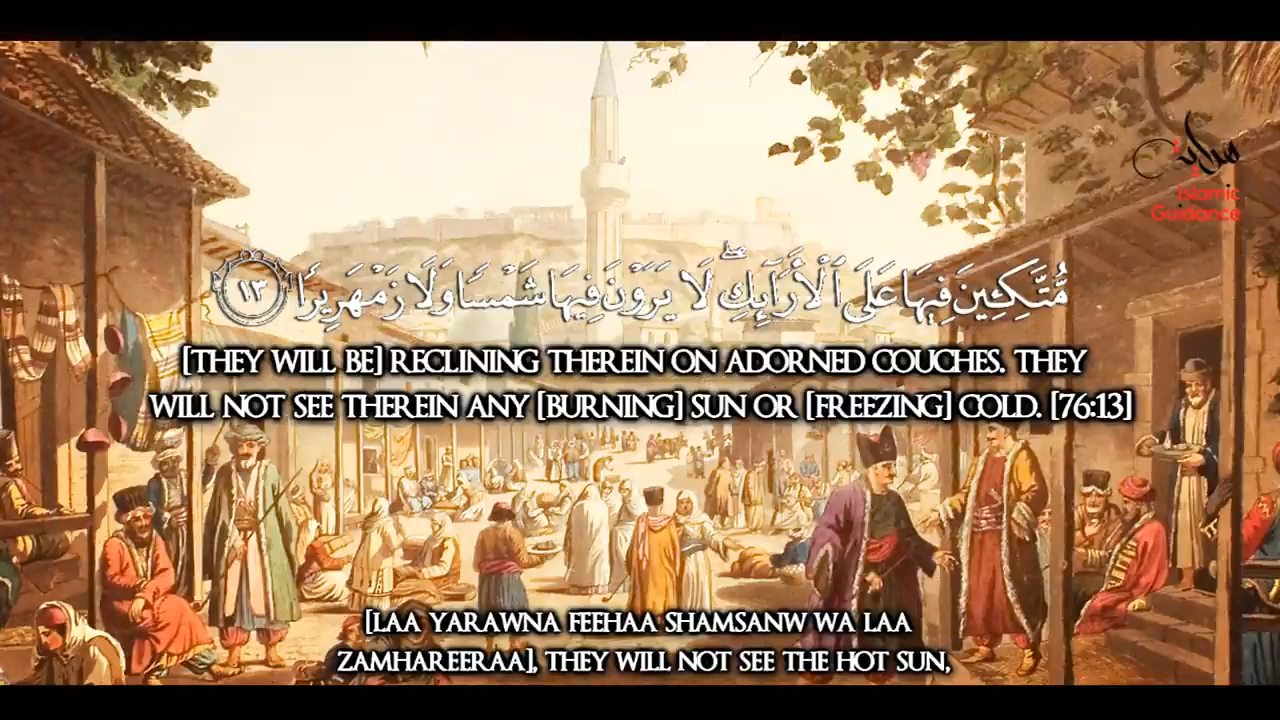 هداية
Islamic
Guidance
مُّتَّكِـِٔينَ فِيهَا عَلَى ٱلْأَرَآئِكِ ۖ لَا يَرَوْنَ فِيهَا شَمْسًا وَلَا زَمْهَرِيرًا ١٣
[THEY WILL BE] RECLINING THEREIN ON ADORNED COUCHES. THEY
WILL NOT SEE THEREIN ANY [BURNING] SUN OR [FREEZING] COLD. [76:13]
[LAA YARAWNA FEEHAA SHAMSANW WA LAA
ZAMHAREERAA], THEY WILL NOT SEE THE HOT SUN,